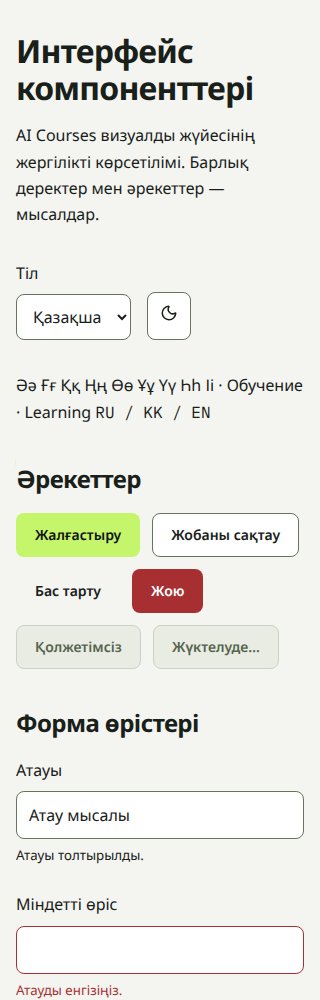 Интерфейс
компоненттері
AI Courses визуалды жүйесінің
жергілікті көрсетілімі. Барлық
деректер мен әрекеттер —
мысалдар.
Тіл
Қазақша
Әә Ғғ Ққ Ңң Өө Ұұ Үү Һһ Іі · Обучение
· Learning RU / KK / EN
Әрекеттер
Жалғастыру Жобаны сақтау
Бас тарту Жою
Қолжетімсіз Жүктелуде…
Форма өрістері
Атауы
Атау мысалы
Атауы толтырылды.
Міндетті өріс
Атауды енгізіңіз.